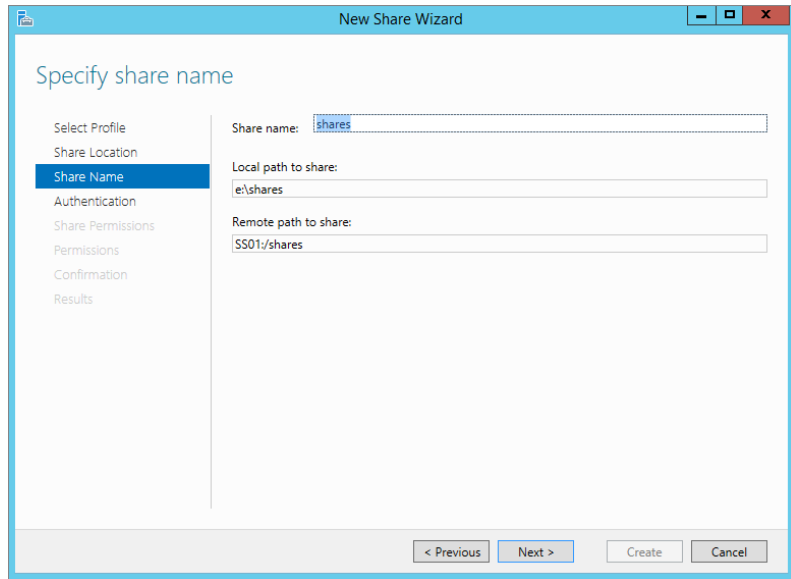 New Share Wizard
Specify share name
Select Profile
Share Location
Share Name
Authentication
Share Permissions
Permissions
Confirmation
Results
Share name: shares
Local path to share:
e:\shares
Remote path to share:
SS01:/shares
< Previous Next > Create Cancel